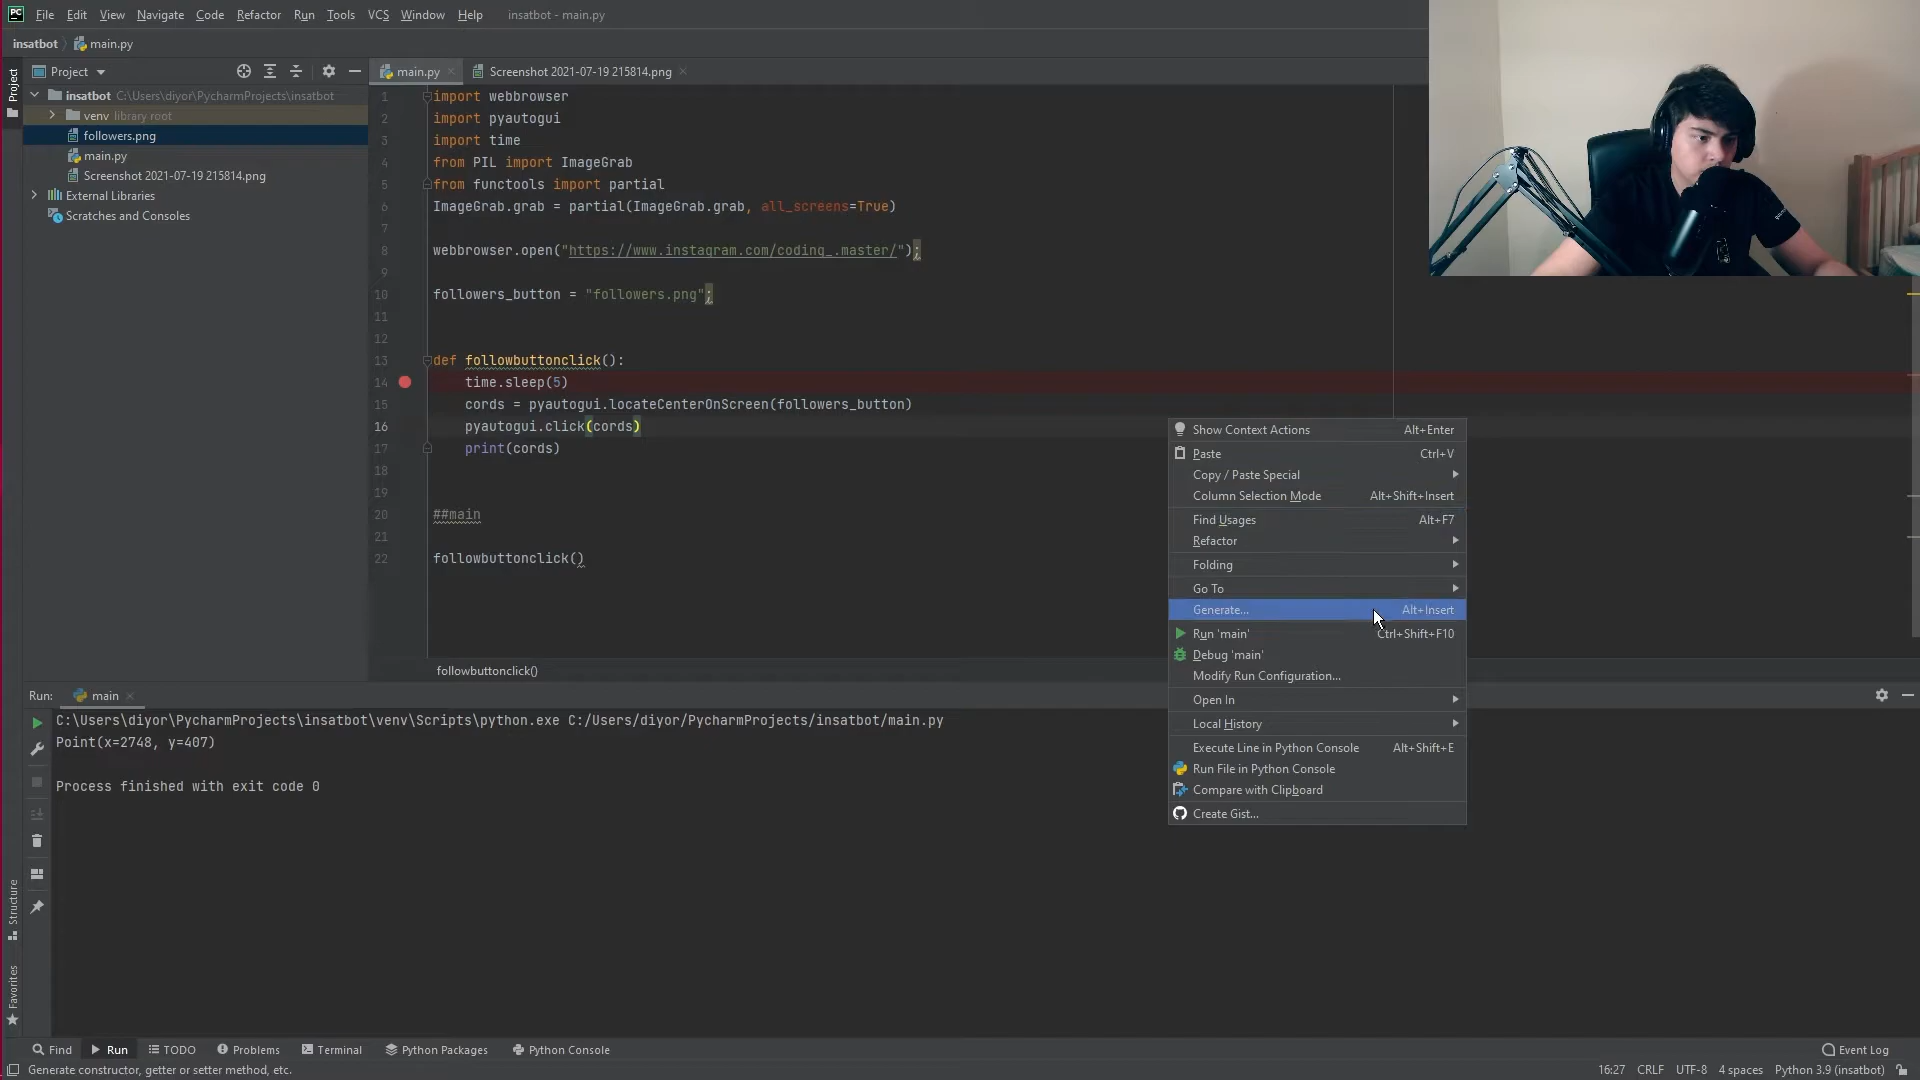 PC File Edit View Navigate Code Refactor Run Tools VCS Window Help insatbot - main.py
insatbot main.py
Project
Project
main.py
Screenshot 2021-07-19 215814.png
insatbot C:\Users\diyor\PycharmProjects\insatbot
venv library root
followers.png
main.py
Screenshot 2021-07-19 215814.png
External Libraries
Scratches and Consoles
1 import webbrowser
2 import pyautogui
3 import time
4 from PIL import ImageGrab
5 from functools import partial
6 ImageGrab.grab = partial(ImageGrab.grab, all_screens=True)
7
8 webbrowser.open("https://www.instagram.com/coding_.master/");
9
10 followers_button = "followers.png";
11
12
13 def followbuttonclick():
14 time.sleep(5)
15 cords = pyautogui.locateCenterOnScreen(followers_button)
16 pyautogui.click(cords)
17 print(cords)
18
19
20 ##main
21
22 followbuttonclick()
followbuttonclick()
Show Context Actions Alt+Enter
Paste Ctrl+V
Copy / Paste Special
Column Selection Mode Alt+Shift+Insert
Find Usages Alt+F7
Refactor
Folding
Go To
Generate... Alt+Insert
Run 'main' Ctrl+Shift+F10
Debug 'main'
Modify Run Configuration...
Open In
Local History
Execute Line in Python Console Alt+Shift+E
Run File in Python Console
Compare with Clipboard
Create Gist...
Run: main
C:\Users\diyor\PycharmProjects\insatbot\venv\Scripts\python.exe C:/Users/diyor/PycharmProjects/insatbot/main.py
Point(x=2748, y=407)
Process finished with exit code 0
Structure
Favorites
Find Run TODO Problems Terminal Python Packages Python Console Event Log
Generate constructor, getter or setter method, etc. 16:27 CRLF UTF-8 4 spaces Python 3.9 (insatbot)